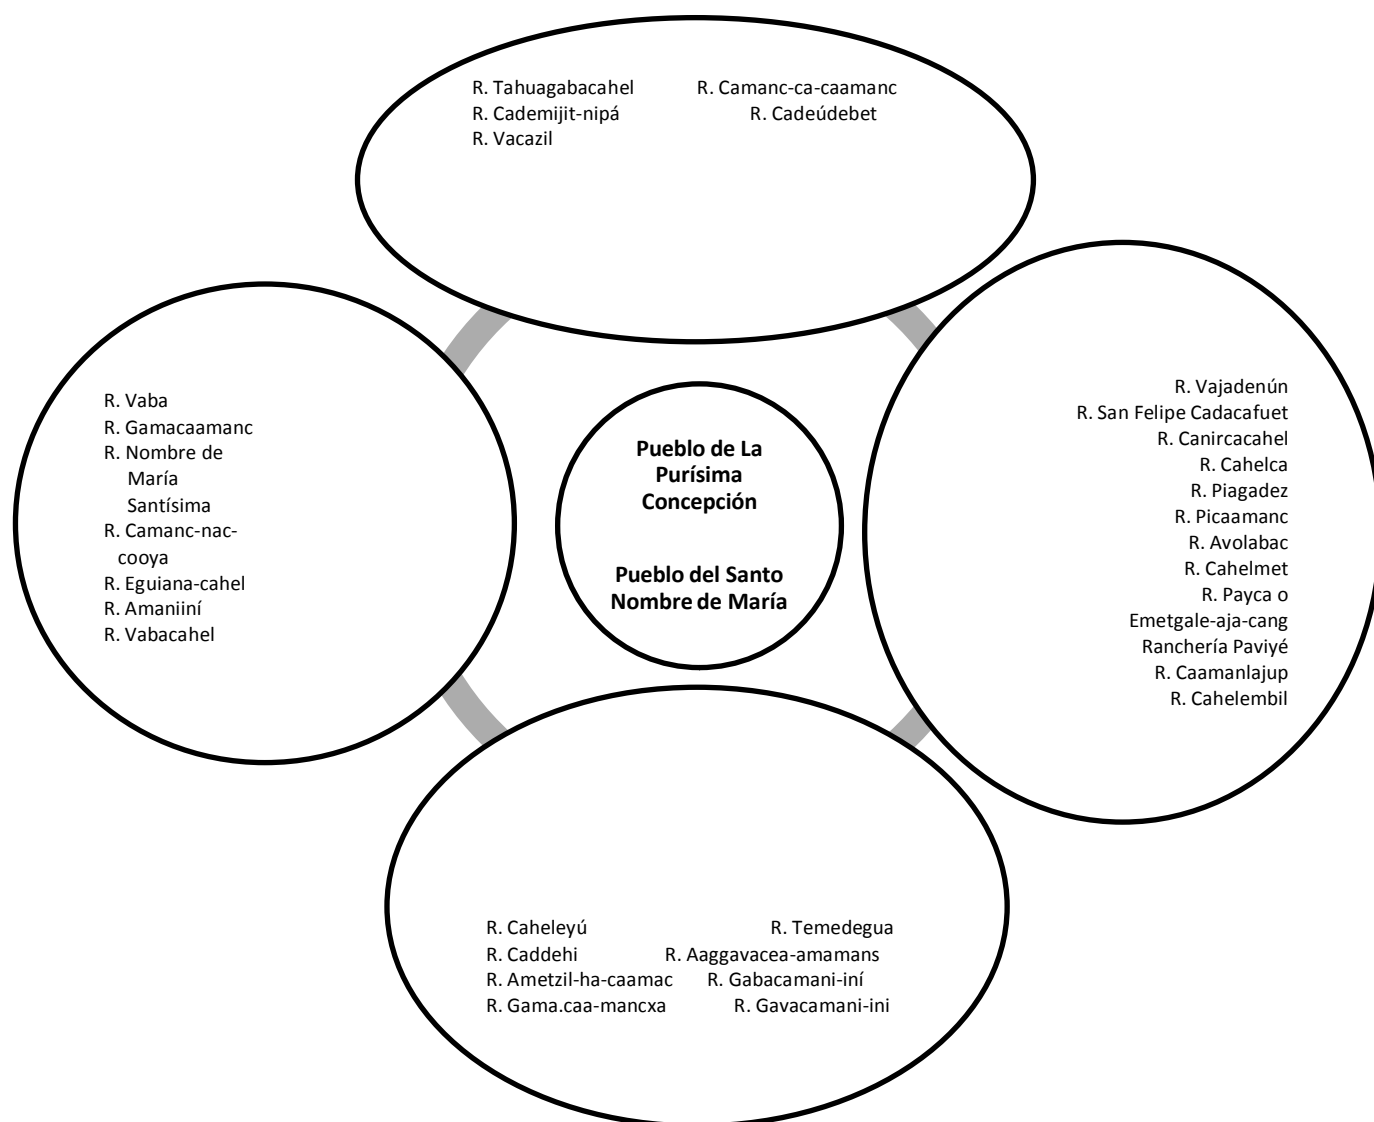 R. Tahuagabacahel R. Camanc-ca-caamanc
R. Cademijit-nipá R. Cadeúdebet
R. Vacazil
R. Vaba
R. Gamacaamanc
R. Nombre de
María
Santísima
R. Camanc-nac-
cooya
R. Eguiana-cahel
R. Amaniiní
R. Vabacahel
Pueblo de La
Purísima
Concepción
Pueblo del Santo
Nombre de María
R. Vajadenún
R. San Felipe Cadacafuet
R. Canircacahel
R. Cahelca
R. Piagadez
R. Picaamanc
R. Avolabac
R. Cahelmet
R. Payca o
Emetgale-aja-cang
Ranchería Paviyé
R. Caamanlajup
R. Cahelembil
R. Caheleyú R. Temedegua
R. Caddehi R. Aaggavacea-amamans
R. Ametzil-ha-caamac R. Gabacamani-iní
R. Gama.caa-mancxa R. Gavacamani-ini